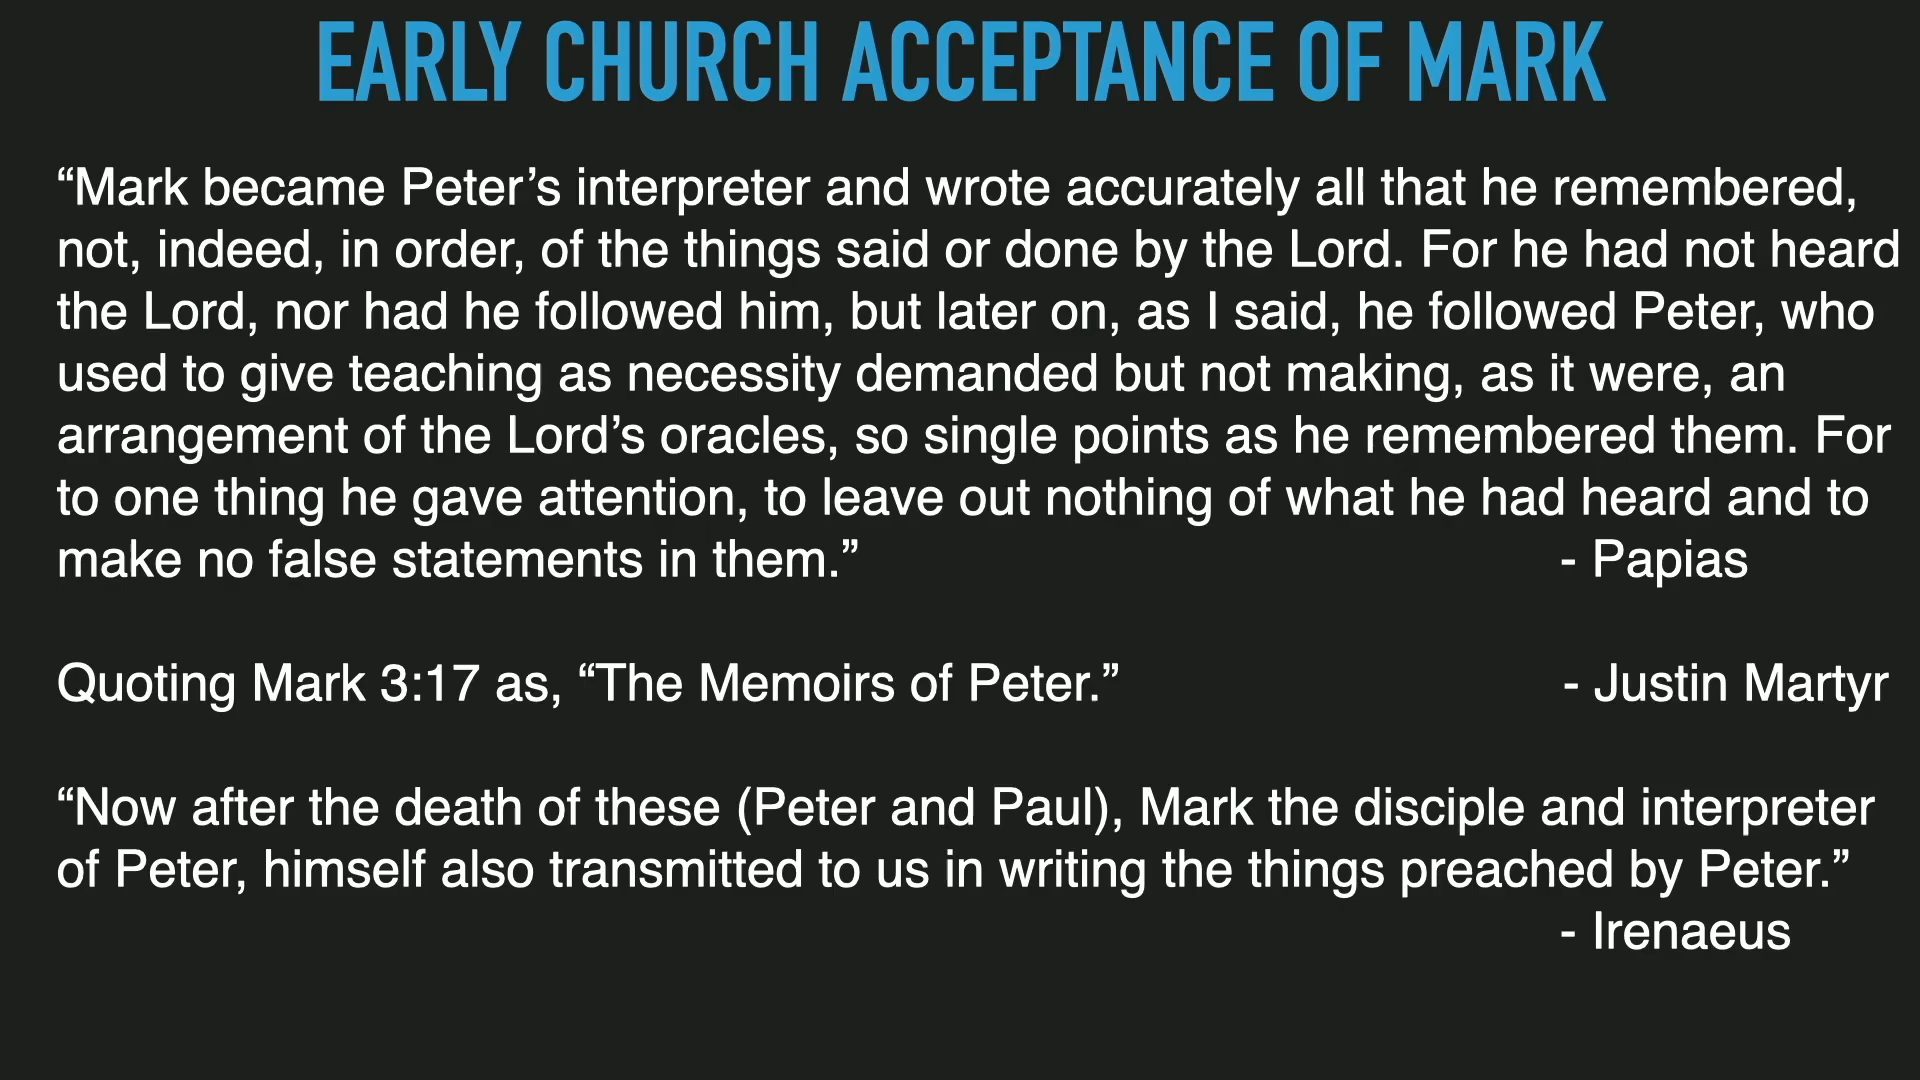 EARLY CHURCH ACCEPTANCE OF MARK
“Mark became Peter’s interpreter and wrote accurately all that he remembered,
not, indeed, in order, of the things said or done by the Lord. For he had not heard
the Lord, nor had he followed him, but later on, as I said, he followed Peter, who
used to give teaching as necessity demanded but not making, as it were, an
arrangement of the Lord’s oracles, so single points as he remembered them. For
to one thing he gave attention, to leave out nothing of what he had heard and to
make no false statements in them.” - Papias
Quoting Mark 3:17 as, “The Memoirs of Peter.” - Justin Martyr
“Now after the death of these (Peter and Paul), Mark the disciple and interpreter
of Peter, himself also transmitted to us in writing the things preached by Peter.”
- Irenaeus